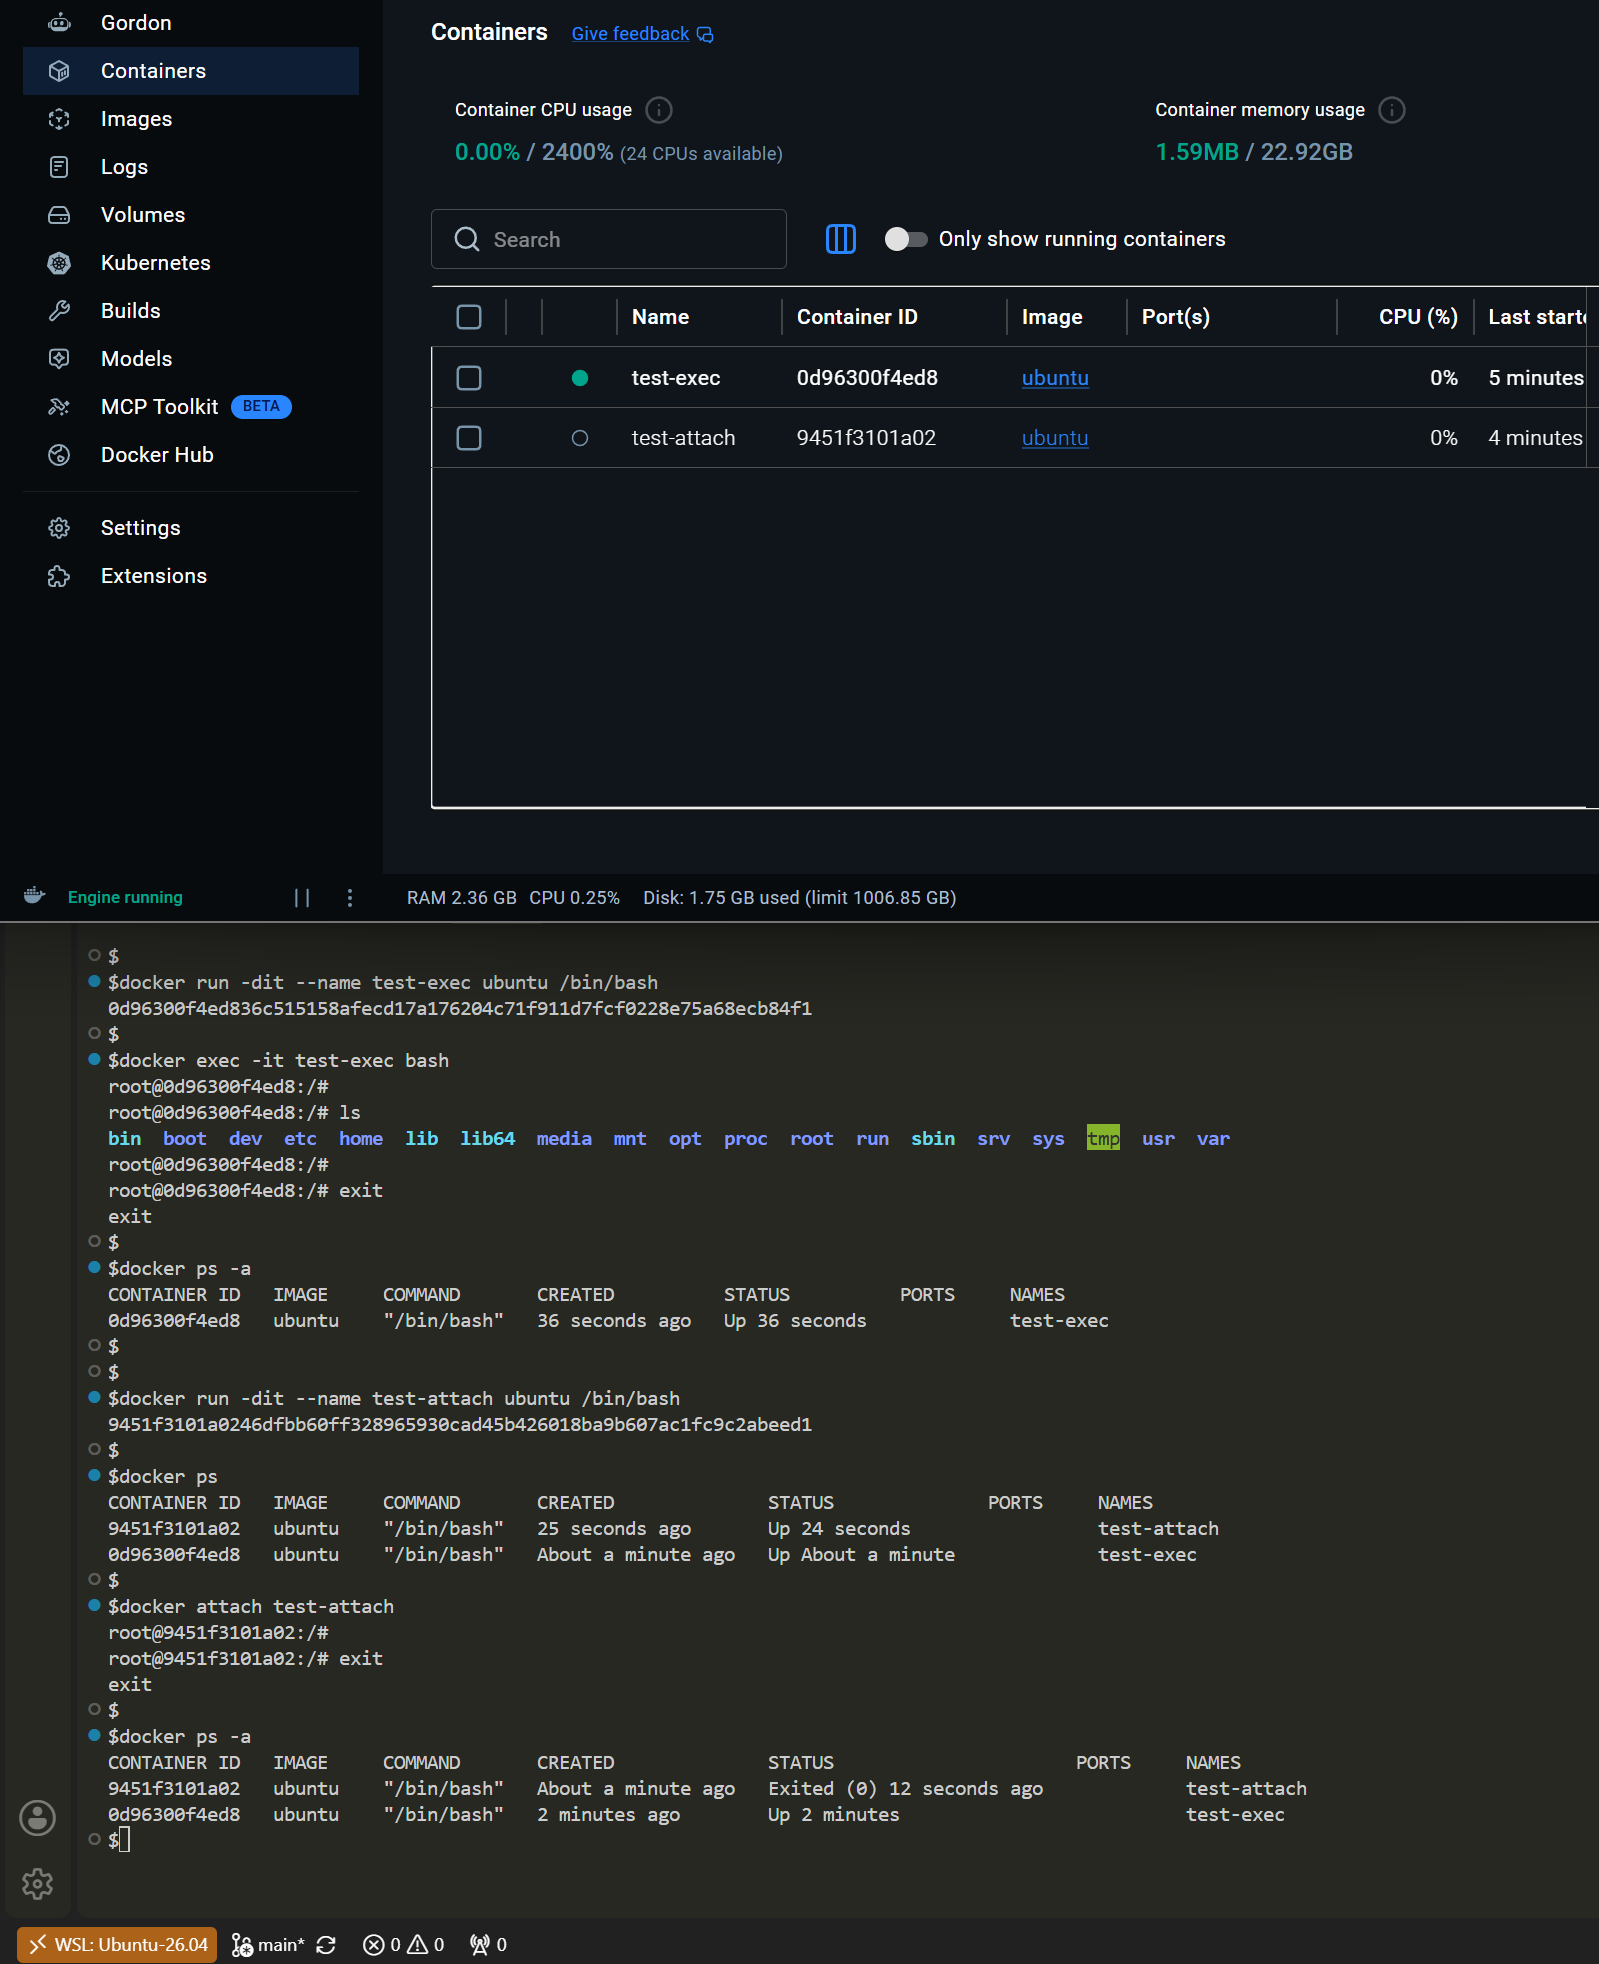 Gordon
Containers
Images
Logs
Volumes
Kubernetes
Builds
Models
MCP Toolkit BETA
Docker Hub
Settings
Extensions
Containers Give feedback
Container CPU usage
0.00% / 2400% (24 CPUs available)
Container memory usage
1.59MB / 22.92GB
Search
Only show running containers
Name Container ID Image Port(s) CPU (%) Last starte
test-exec 0d96300f4ed8 ubuntu 0% 5 minutes
test-attach 9451f3101a02 ubuntu 0% 4 minutes
Engine running RAM 2.36 GB CPU 0.25% Disk: 1.75 GB used (limit 1006.85 GB)
$
$docker run -dit --name test-exec ubuntu /bin/bash
0d96300f4ed836c515158afecd17a176204c71f911d7fcf0228e75a68ecb84f1
$
$docker exec -it test-exec bash
root@0d96300f4ed8:/#
root@0d96300f4ed8:/# ls
bin boot dev etc home lib lib64 media mnt opt proc root run sbin srv sys tmp usr var
root@0d96300f4ed8:/#
root@0d96300f4ed8:/# exit
exit
$
$docker ps -a
CONTAINER ID IMAGE COMMAND CREATED STATUS PORTS NAMES
0d96300f4ed8 ubuntu "/bin/bash" 36 seconds ago Up 36 seconds test-exec
$
$
$docker run -dit --name test-attach ubuntu /bin/bash
9451f3101a0246dfbb60ff328965930cad45b426018ba9b607ac1fc9c2abeed1
$
$docker ps
CONTAINER ID IMAGE COMMAND CREATED STATUS PORTS NAMES
9451f3101a02 ubuntu "/bin/bash" 25 seconds ago Up 24 seconds test-attach
0d96300f4ed8 ubuntu "/bin/bash" About a minute ago Up About a minute test-exec
$
$docker attach test-attach
root@9451f3101a02:/#
root@9451f3101a02:/# exit
exit
$
$docker ps -a
CONTAINER ID IMAGE COMMAND CREATED STATUS PORTS NAMES
9451f3101a02 ubuntu "/bin/bash" About a minute ago Exited (0) 12 seconds ago test-attach
0d96300f4ed8 ubuntu "/bin/bash" 2 minutes ago Up 2 minutes test-exec
$
WSL: Ubuntu-26.04 main* 0 0 0